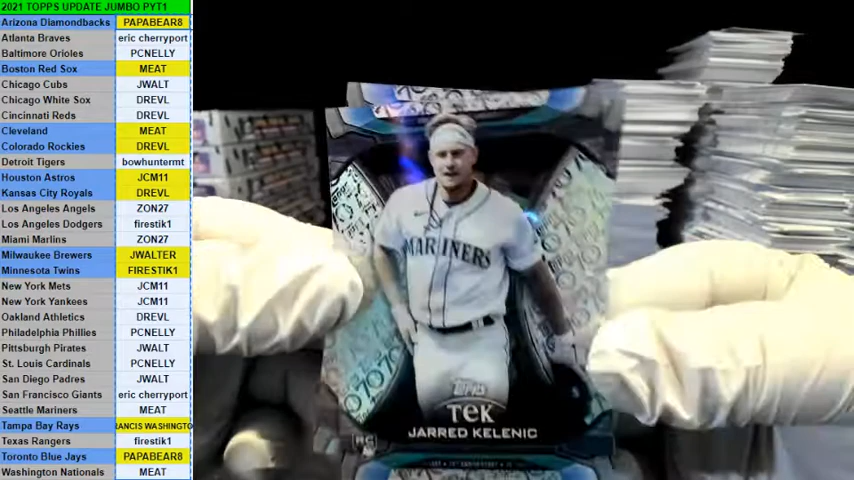 2021 TOPPS UPDATE JUMBO PYT1
Arizona Diamondbacks PAPABEAR8
Atlanta Braves eric cherryport
Baltimore Orioles PCNELLY
Boston Red Sox MEAT
Chicago Cubs JWALT
Chicago White Sox DREVL
Cincinnati Reds DREVL
Cleveland MEAT
Colorado Rockies DREVL
Detroit Tigers bowhuntermt
Houston Astros JCM11
Kansas City Royals DREVL
Los Angeles Angels ZON27
Los Angeles Dodgers firestik1
Miami Marlins ZON27
Milwaukee Brewers JWALTER
Minnesota Twins FIRESTIK1
New York Mets JCM11
New York Yankees JCM11
Oakland Athletics DREVL
Philadelphia Phillies PCNELLY
Pittsburgh Pirates JWALT
St. Louis Cardinals PCNELLY
San Diego Padres JWALT
San Francisco Giants eric cherryport
Seattle Mariners MEAT
Tampa Bay Rays RANCIS WASHINGTO
Texas Rangers firestik1
Toronto Blue Jays PAPABEAR8
Washington Nationals MEAT
MARINERS
Topps
TEK
JARRED KELENIC
RC